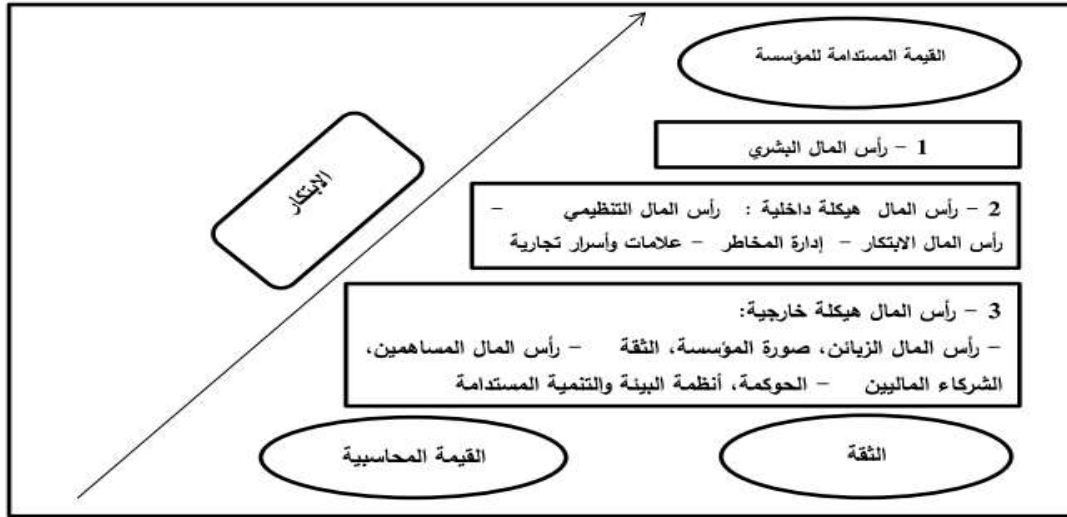 القيمة المستدامة للمؤسسة
1 – رأس المال البشري
الابتكار
2 – رأس المال هيكلة داخلية : رأس المال التنظيمي –
رأس المال الابتكار – إدارة المخاطر – علامات وأسرار تجارية
3 – رأس المال هيكلة خارجية:
– رأس المال الزبائن، صورة المؤسسة، الثقة – رأس المال المساهمين،
الشركاء الماليين – الحوكمة، أنظمة البيئة والتنمية المستدامة
الثقة
القيمة المحاسبية